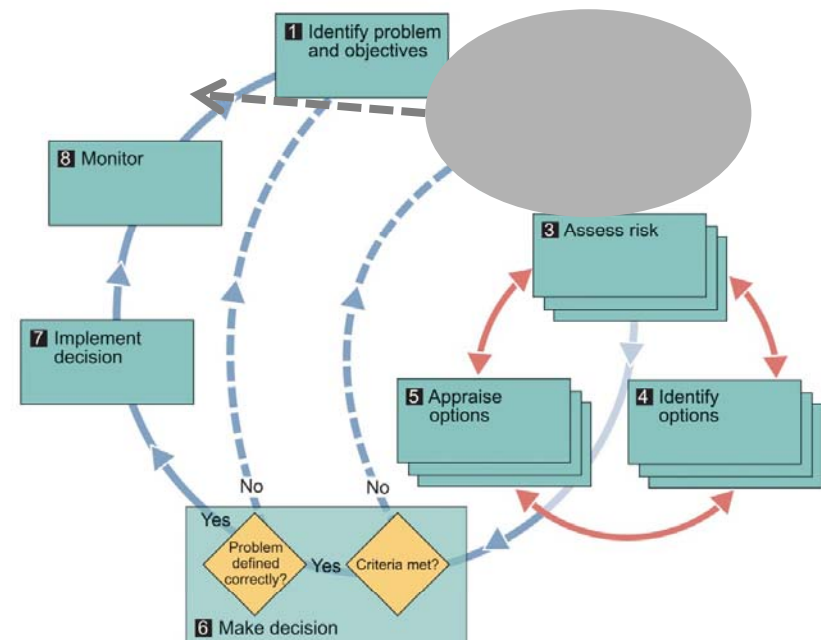 1 Identify problem
and objectives
8 Monitor
3 Assess risk
7 Implement
decision
5 Appraise
options
4 Identify
options
No
No
Yes
Problem
defined
correctly?
Yes
Criteria met?
6 Make decision